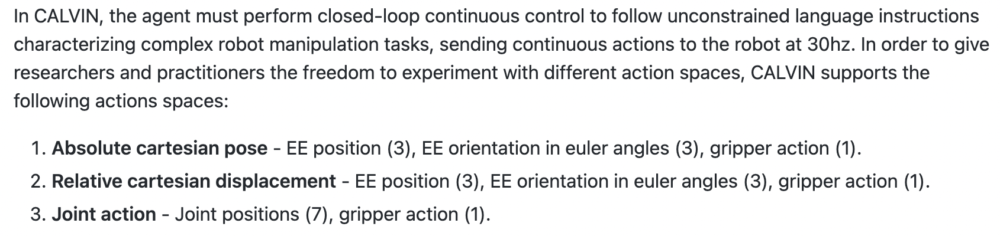 In CALVIN, the agent must perform closed-loop continuous control to follow unconstrained language instructions
characterizing complex robot manipulation tasks, sending continuous actions to the robot at 30hz. In order to give
researchers and practitioners the freedom to experiment with different action spaces, CALVIN supports the
following actions spaces:
1. Absolute cartesian pose - EE position (3), EE orientation in euler angles (3), gripper action (1).
2. Relative cartesian displacement - EE position (3), EE orientation in euler angles (3), gripper action (1).
3. Joint action - Joint positions (7), gripper action (1).